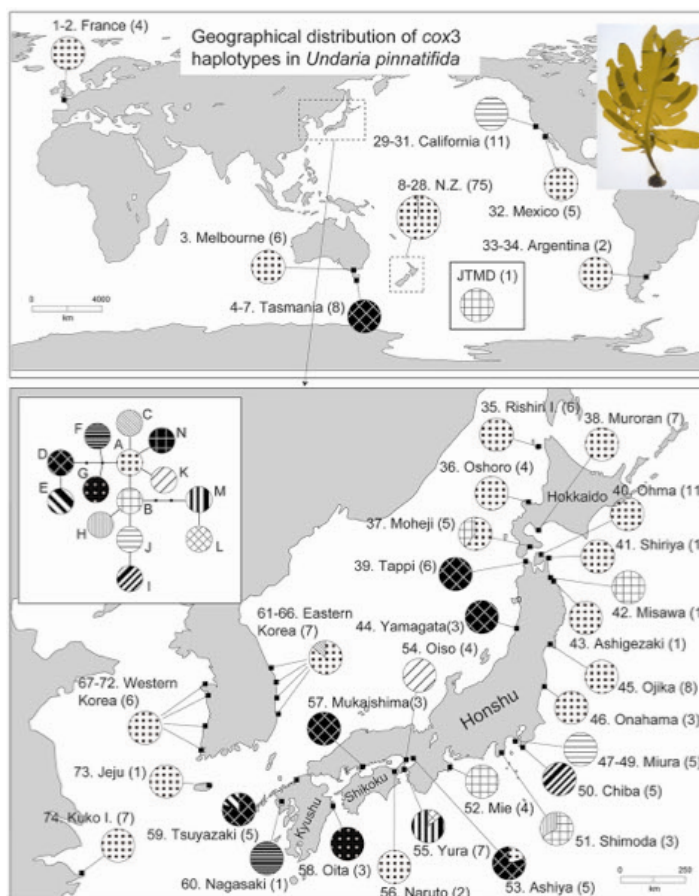 1-2. France (4)
Geographical distribution of cox3
haplotypes in Undaria pinnatifida
29-31. California (11)
8-28. N.Z. (75)
32. Mexico (5)
3. Melbourne (6)
33-34. Argentina (2)
JTMD (1)
0 4000
km
4-7. Tasmania (8)
C
F
N
D
A
G
K
E
M
B
H
J
L
I
35. Rishiri I. (6)
38. Muroran (7)
36. Oshoro (4)
Hokkaido
40. Ohma (11
37. Moheji
(5)
41. Shiriya (1
39. Tappi (6)
42. Misawa (1
61-66. Eastern
Korea (7)
44. Yamagata(3)
43. Ashigezaki (1
54. Oiso (4)
67-72. Western
Korea (6)
45. Ojika (8)
57. Mukaishima(3)
Honshu
46. Onahama (3
47-49. Miura (5
73. Jeju (1)
50. Chiba (5)
Shikoku
52. Mie (4)
74. Kuko I. (7)
Kyushu
51. Shimoda (3)
59. Tsuyazaki (5)
55. Yura (7)
58. Oita (3)
0 250
km
60. Nagasaki (1)
56. Naruto (2)
53. Ashiya (5)